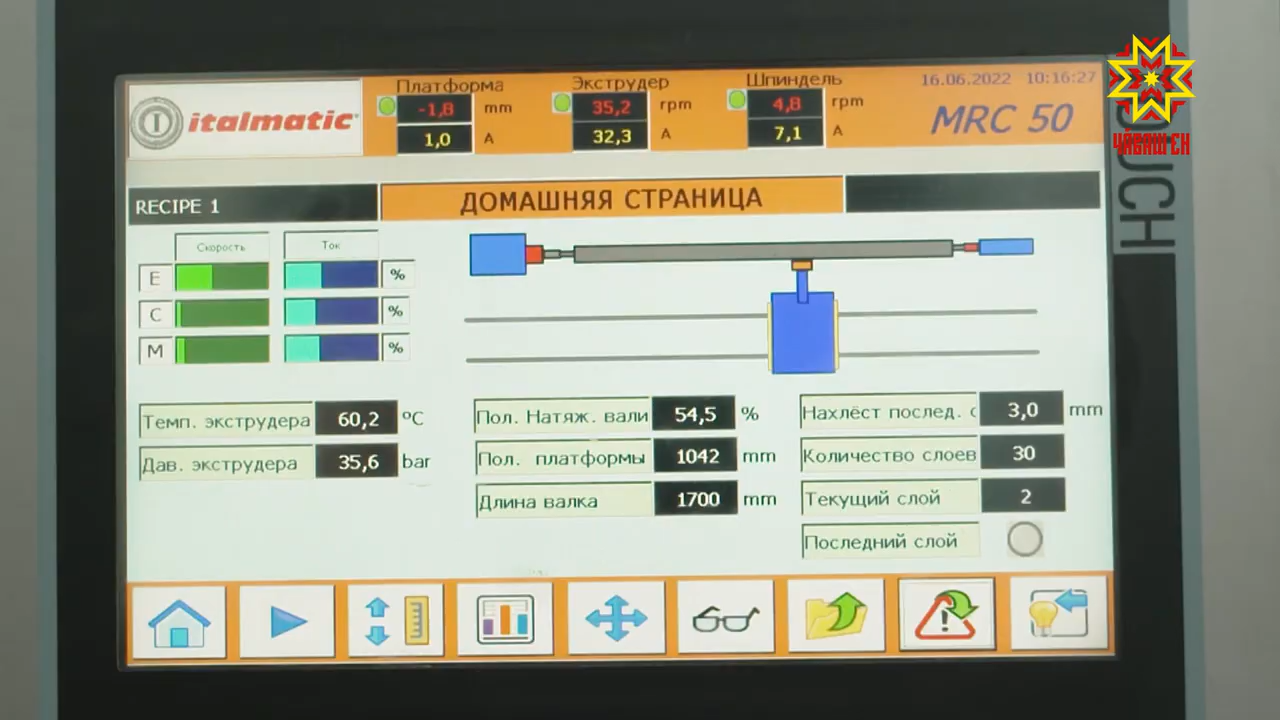 Платформа Экструдер Шпиндель 16.06.2022 10:16:27
italmatic -1,8 mm 35,2 rpm 4,8 rpm MRC 50
1,0 A 32,3 A 7,1 A
ЧӐВАШ ЕН
OUCH
RECIPE 1 ДОМАШНЯЯ СТРАНИЦА
Скорость Ток
E %
C %
M %
Темп. экструдера 60,2 ºC Пол. Натяж. вали 54,5 % Нахлёст послед. с 3,0 mm
Дав. экструдера 35,6 bar Пол. платформы 1042 mm Количество слоев 30
Длина валка 1700 mm Текущий слой 2
Последний слой